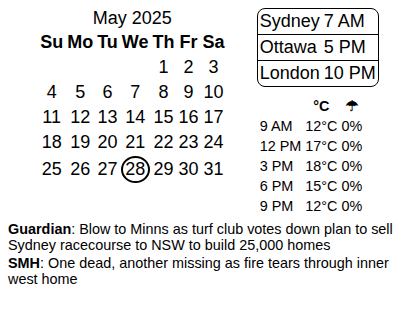 May 2025
Su Mo Tu We Th Fr Sa
1 2 3
4 5 6 7 8 9 10
11 12 13 14 15 16 17
18 19 20 21 22 23 24
25 26 27 28 29 30 31
Sydney 7 AM
Ottawa 5 PM
London 10 PM
°C ☂
9 AM 12°C 0%
12 PM 17°C 0%
3 PM 18°C 0%
6 PM 15°C 0%
9 PM 12°C 0%
Guardian: Blow to Minns as turf club votes down plan to sell
Sydney racecourse to NSW to build 25,000 homes
SMH: One dead, another missing as fire tears through inner
west home